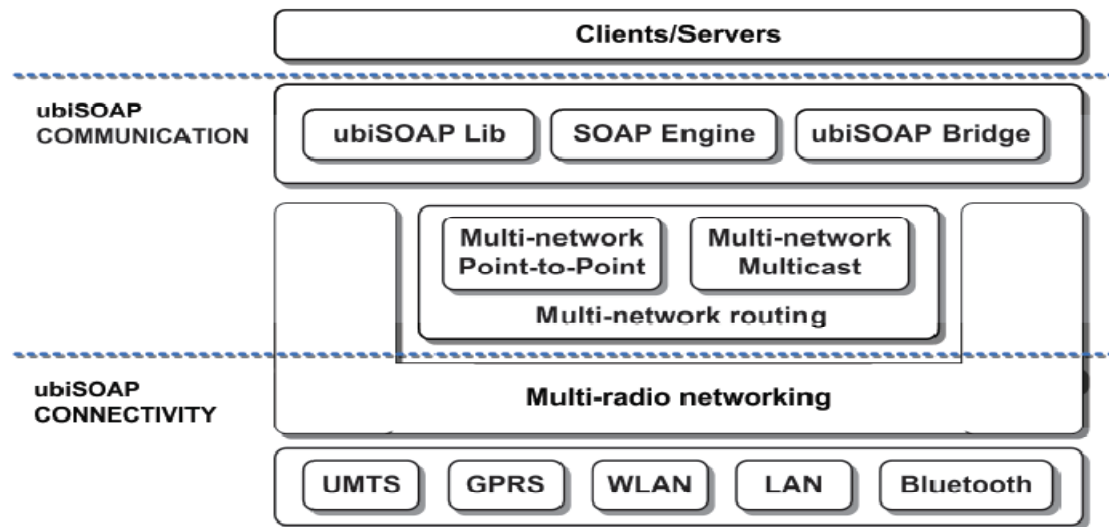 Clients/Servers
ubiSOAP
COMMUNICATION
ubiSOAP Lib
SOAP Engine
ubiSOAP Bridge
Multi-network
Point-to-Point
Multi-network
Multicast
Multi-network routing
ubiSOAP
CONNECTIVITY
Multi-radio networking
UMTS
GPRS
WLAN
LAN
Bluetooth